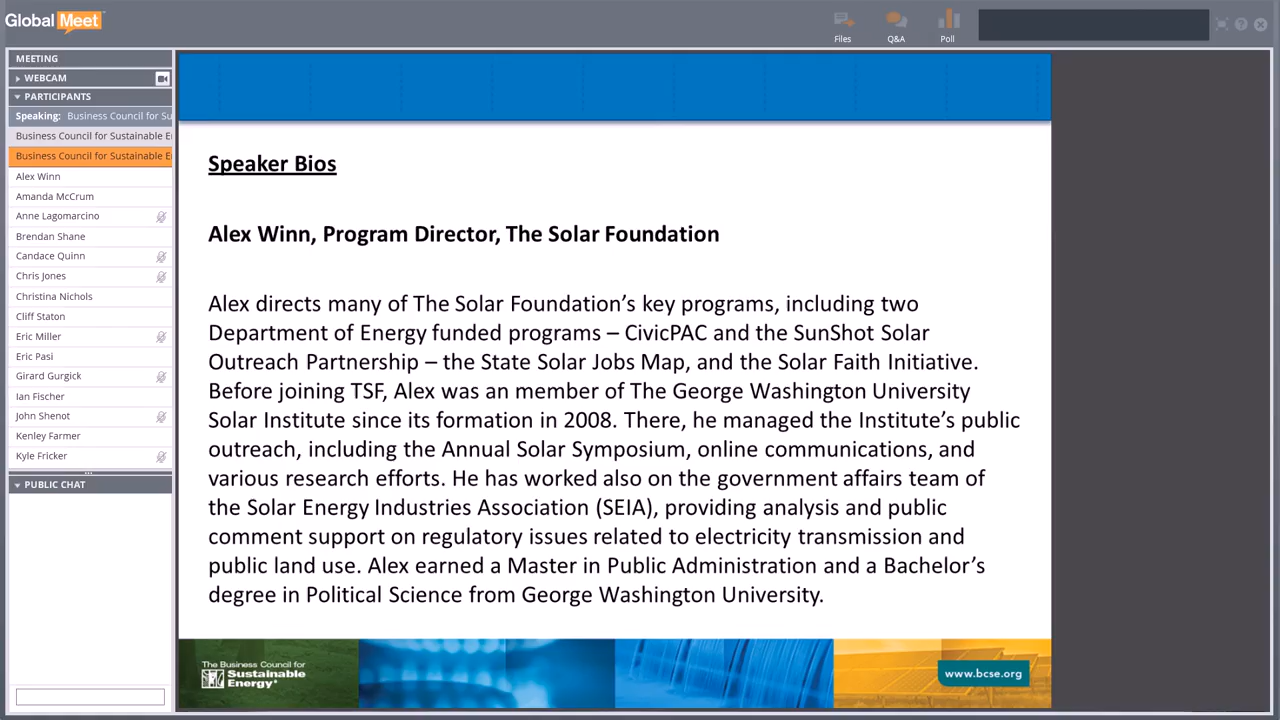 Global Meet
Files
Q&A
Poll
MEETING
WEBCAM
PARTICIPANTS
Speaking: Business Council for Su
Business Council for Sustainable E
Business Council for Sustainable E
Alex Winn
Amanda McCrum
Anne Lagomarcino
Brendan Shane
Candace Quinn
Chris Jones
Christina Nichols
Cliff Staton
Eric Miller
Eric Pasi
Girard Gurgick
Ian Fischer
John Shenot
Kenley Farmer
Kyle Fricker
PUBLIC CHAT
Speaker Bios
Alex Winn, Program Director, The Solar Foundation
Alex directs many of The Solar Foundation’s key programs, including two
Department of Energy funded programs – CivicPAC and the SunShot Solar
Outreach Partnership – the State Solar Jobs Map, and the Solar Faith Initiative.
Before joining TSF, Alex was an member of The George Washington University
Solar Institute since its formation in 2008. There, he managed the Institute’s public
outreach, including the Annual Solar Symposium, online communications, and
various research efforts. He has worked also on the government affairs team of
the Solar Energy Industries Association (SEIA), providing analysis and public
comment support on regulatory issues related to electricity transmission and
public land use. Alex earned a Master in Public Administration and a Bachelor’s
degree in Political Science from George Washington University.
The Business Council for
Sustainable
Energy®
www.bcse.org